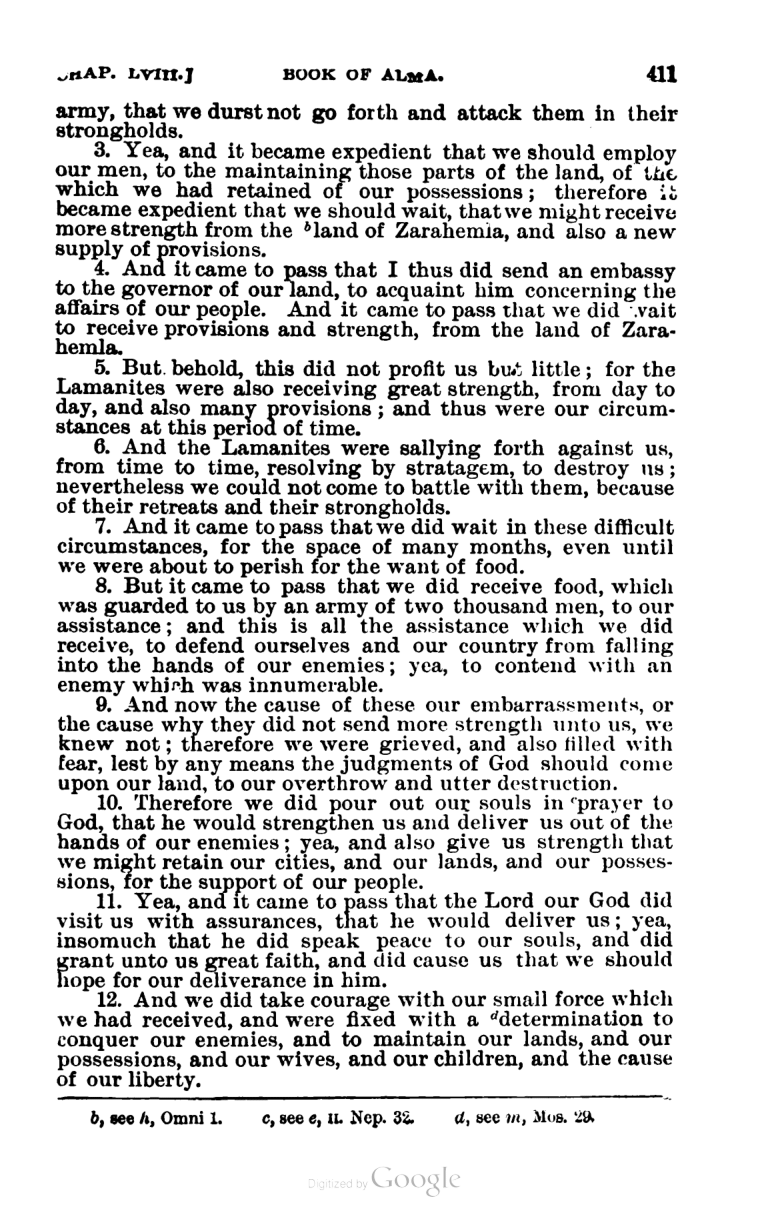 CHAP. LVIII.] BOOK OF ALMA. 411
army, that we durst not go forth and attack them in their
strongholds.
3. Yea, and it became expedient that we should employ
our men, to the maintaining those parts of the land, of the
which we had retained of our possessions; therefore it
became expedient that we should wait, that we might receive
more strength from the ᵇland of Zarahemla, and also a new
supply of provisions.
4. And it came to pass that I thus did send an embassy
to the governor of our land, to acquaint him concerning the
affairs of our people. And it came to pass that we did wait
to receive provisions and strength, from the land of Zara-
hemla.
5. But behold, this did not profit us but little; for the
Lamanites were also receiving great strength, from day to
day, and also many provisions; and thus were our circum-
stances at this period of time.
6. And the Lamanites were sallying forth against us,
from time to time, resolving by stratagem, to destroy us;
nevertheless we could not come to battle with them, because
of their retreats and their strongholds.
7. And it came to pass that we did wait in these difficult
circumstances, for the space of many months, even until
we were about to perish for the want of food.
8. But it came to pass that we did receive food, which
was guarded to us by an army of two thousand men, to our
assistance; and this is all the assistance which we did
receive, to defend ourselves and our country from falling
into the hands of our enemies; yea, to contend with an
enemy which was innumerable.
9. And now the cause of these our embarrassments, or
the cause why they did not send more strength unto us, we
knew not; therefore we were grieved, and also filled with
fear, lest by any means the judgments of God should come
upon our land, to our overthrow and utter destruction.
10. Therefore we did pour out our souls in ᶜprayer to
God, that he would strengthen us and deliver us out of the
hands of our enemies; yea, and also give us strength that
we might retain our cities, and our lands, and our posses-
sions, for the support of our people.
11. Yea, and it came to pass that the Lord our God did
visit us with assurances, that he would deliver us; yea,
insomuch that he did speak peace to our souls, and did
grant unto us great faith, and did cause us that we should
hope for our deliverance in him.
12. And we did take courage with our small force which
we had received, and were fixed with a ᵈdetermination to
conquer our enemies, and to maintain our lands, and our
possessions, and our wives, and our children, and the cause
of our liberty.
b, see h, Omni 1. c, see e, II. Nep. 32. d, see m, Mos. 29.
Digitized by Google